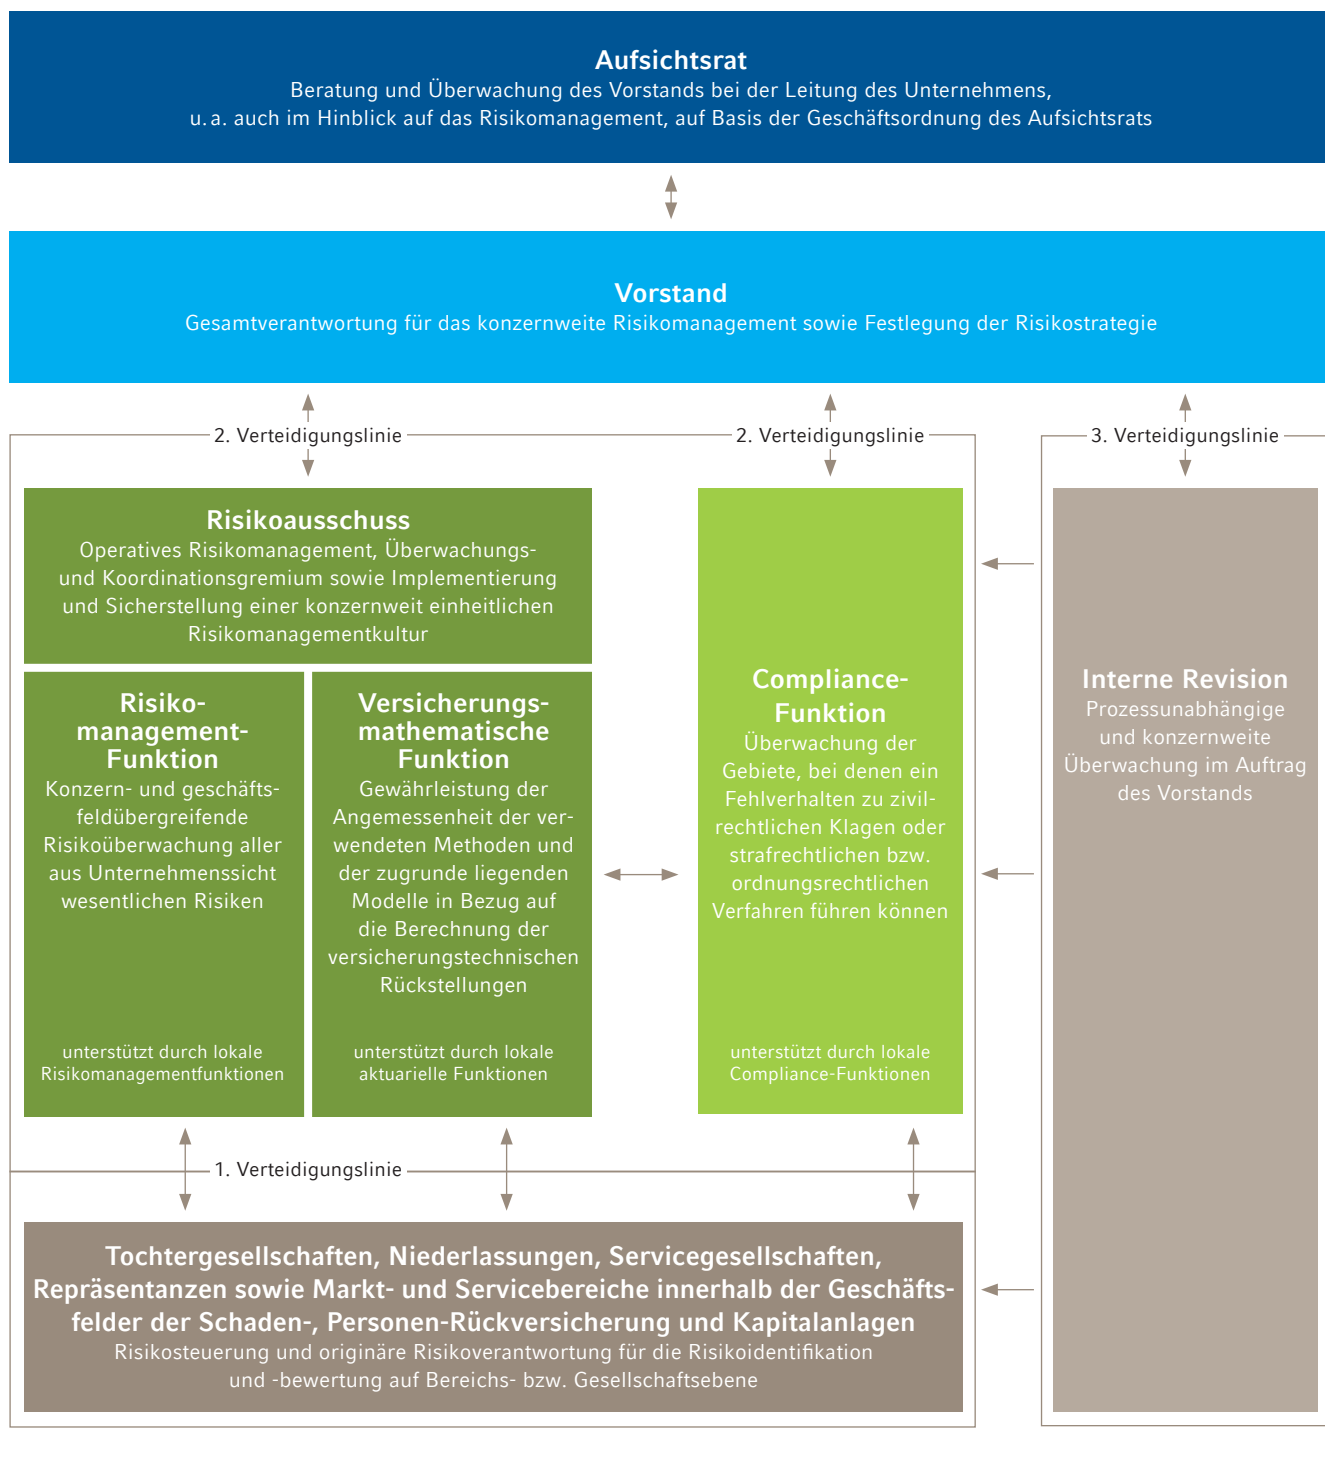 Aufsichtsrat
Beratung und Überwachung des Vorstands bei der Leitung des Unternehmens,
u. a. auch im Hinblick auf das Risikomanagement, auf Basis der Geschäftsordnung des Aufsichtsrats
Vorstand
Gesamtverantwortung für das konzernweite Risikomanagement sowie Festlegung der Risikostrategie
2. Verteidigungslinie
2. Verteidigungslinie
3. Verteidigungslinie
Risikoausschuss
Operatives Risikomanagement, Überwachungs-
und Koordinationsgremium sowie Implementierung
und Sicherstellung einer konzernweit einheitlichen
Risikomanagementkultur
Risiko-
management-
Funktion
Konzern- und geschäfts-
feldübergreifende
Risikoüberwachung aller
aus Unternehmenssicht
wesentlichen Risiken
unterstützt durch lokale
Risikomanagementfunktionen
Versicherungs-
mathematische
Funktion
Gewährleistung der
Angemessenheit der ver-
wendeten Methoden und
der zugrunde liegenden
Modelle in Bezug auf
die Berechnung der
versicherungstechnischen
Rückstellungen
unterstützt durch lokale
aktuarielle Funktionen
Compliance-
Funktion
Überwachung der
Gebiete, bei denen ein
Fehlverhalten zu zivil-
rechtlichen Klagen oder
strafrechtlichen bzw.
ordnungsrechtlichen
Verfahren führen können
unterstützt durch lokale
Compliance-Funktionen
Interne Revision
Prozessunabhängige
und konzernweite
Überwachung im Auftrag
des Vorstands
1. Verteidigungslinie
Tochtergesellschaften, Niederlassungen, Servicegesellschaften,
Repräsentanzen sowie Markt- und Servicebereiche innerhalb der Geschäfts-
felder der Schaden-, Personen-Rückversicherung und Kapitalanlagen
Risikosteuerung und originäre Risikoverantwortung für die Risikoidentifikation
und -bewertung auf Bereichs- bzw. Gesellschaftsebene